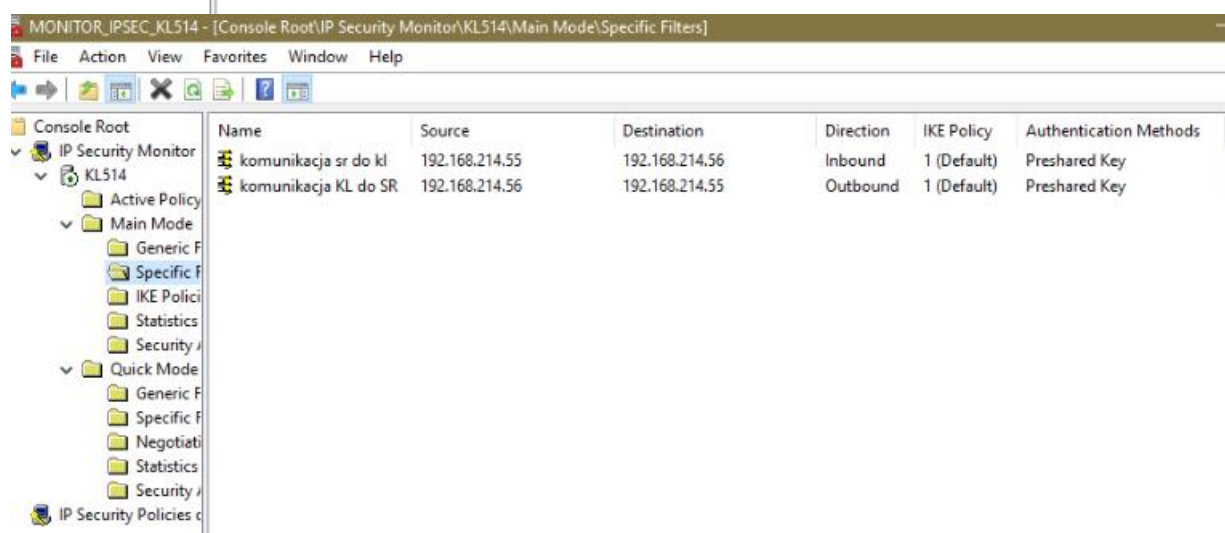 MONITOR_IPSEC_KL514 - [Console Root\IP Security Monitor\KL514\Main Mode\Specific Filters]
File Action View Favorites Window Help
Console Root
IP Security Monitor
KL514
Active Policy
Main Mode
Generic F
Specific F
IKE Polici
Statistics
Security
Quick Mode
Generic F
Specific F
Negotiati
Statistics
Security
IP Security Policies
Name Source Destination Direction IKE Policy Authentication Methods
komunikacja sr do kl 192.168.214.55 192.168.214.56 Inbound 1 (Default) Preshared Key
komunikacja KL do SR 192.168.214.56 192.168.214.55 Outbound 1 (Default) Preshared Key